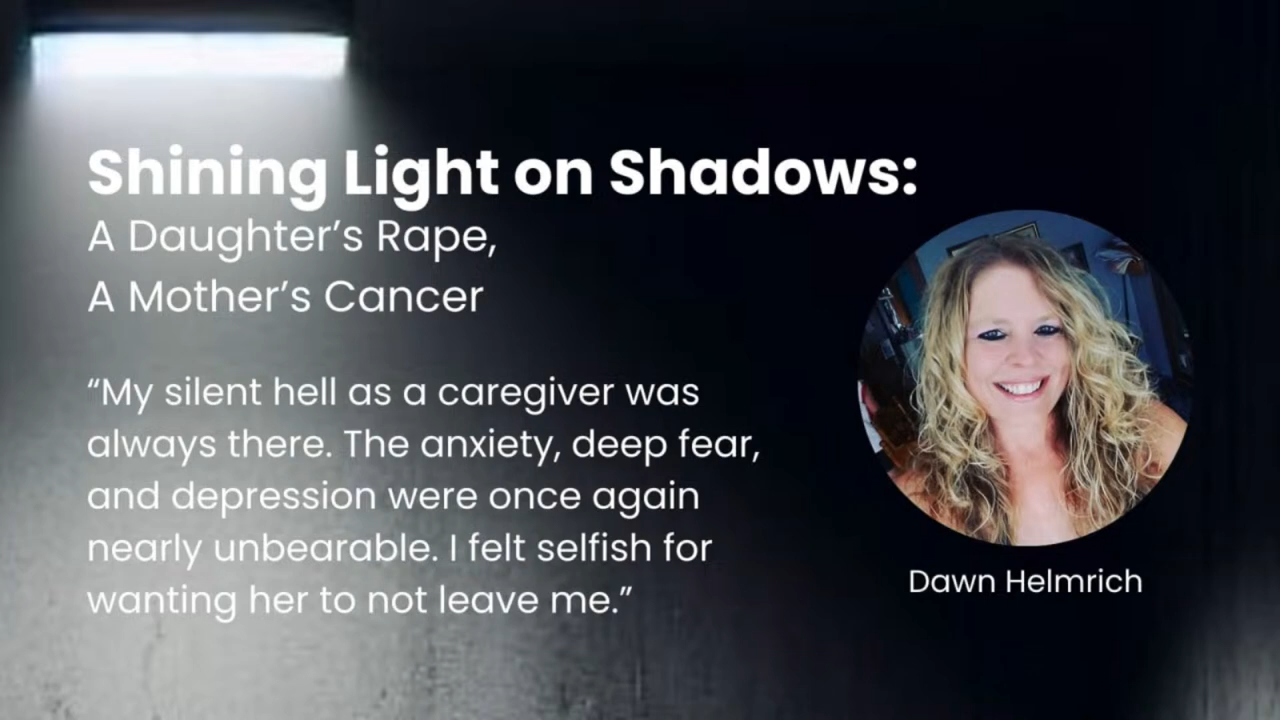 Shining Light on Shadows:
A Daughter’s Rape,
A Mother’s Cancer
“My silent hell as a caregiver was
always there. The anxiety, deep fear,
and depression were once again
nearly unbearable. I felt selfish for
wanting her to not leave me.”
Dawn Helmrich